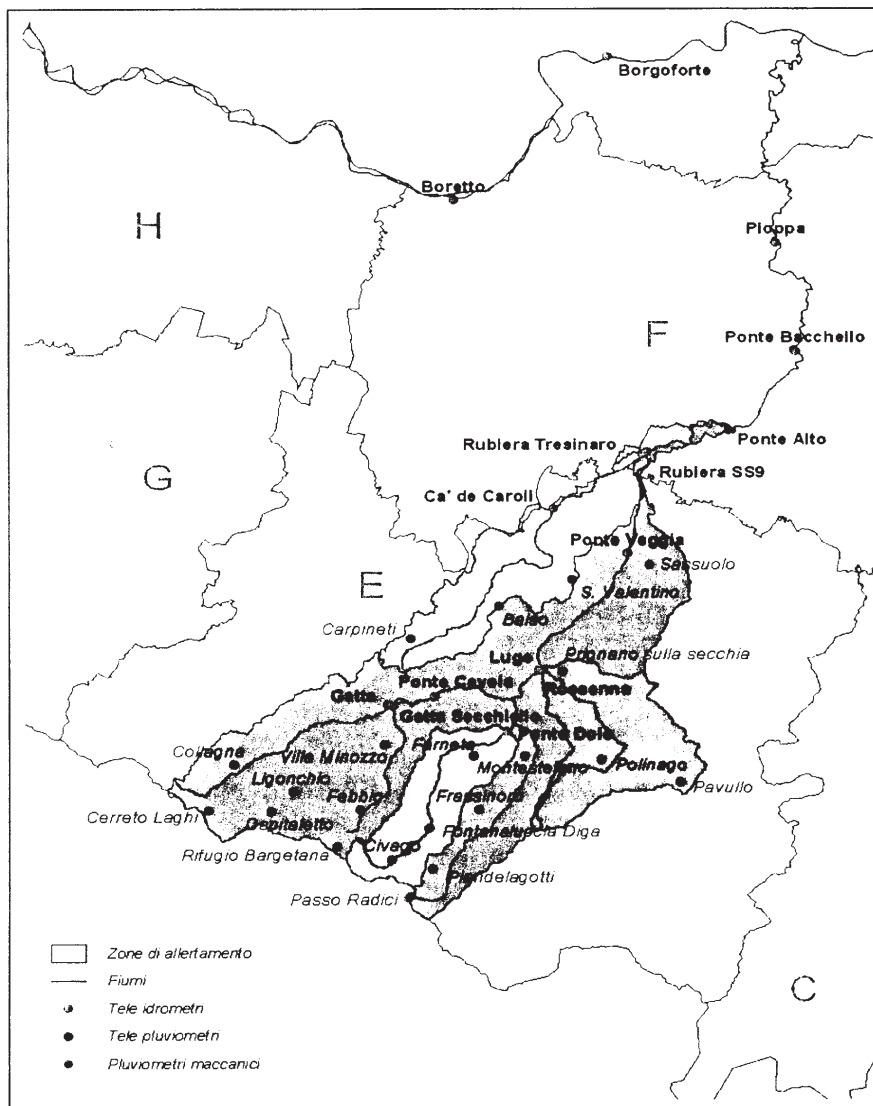 Borgoforte
Boretto
H
Pioppa
F
Ponte Bacchello
Rubiera Tresinaro
Ponte Alto
G
Rubiera SS9
Ca' de Caroli
Ponte Veggia
Sassuolo
E
S. Valentino
Baiso
Carpineti
Lugo
Prignano sulla secchia
Ponte Cavola
Rossenna
Gatta
Gatta Secchiello
Ponte Dolo
Farneta
Collagna
Villa Minozzo
Montestefano
Polinago
Ligonchio
Pavullo
Febbio
Frassinoro
Cerreto Laghi
Ospitaletto
Fontanaluccia Diga
Civago
Rifugio Bargetana
Piandelagotti
Passo Radici
C
Zone di allertamento
Fiumi
Tele idrometri
Tele pluviometri
Pluviometri maccanici